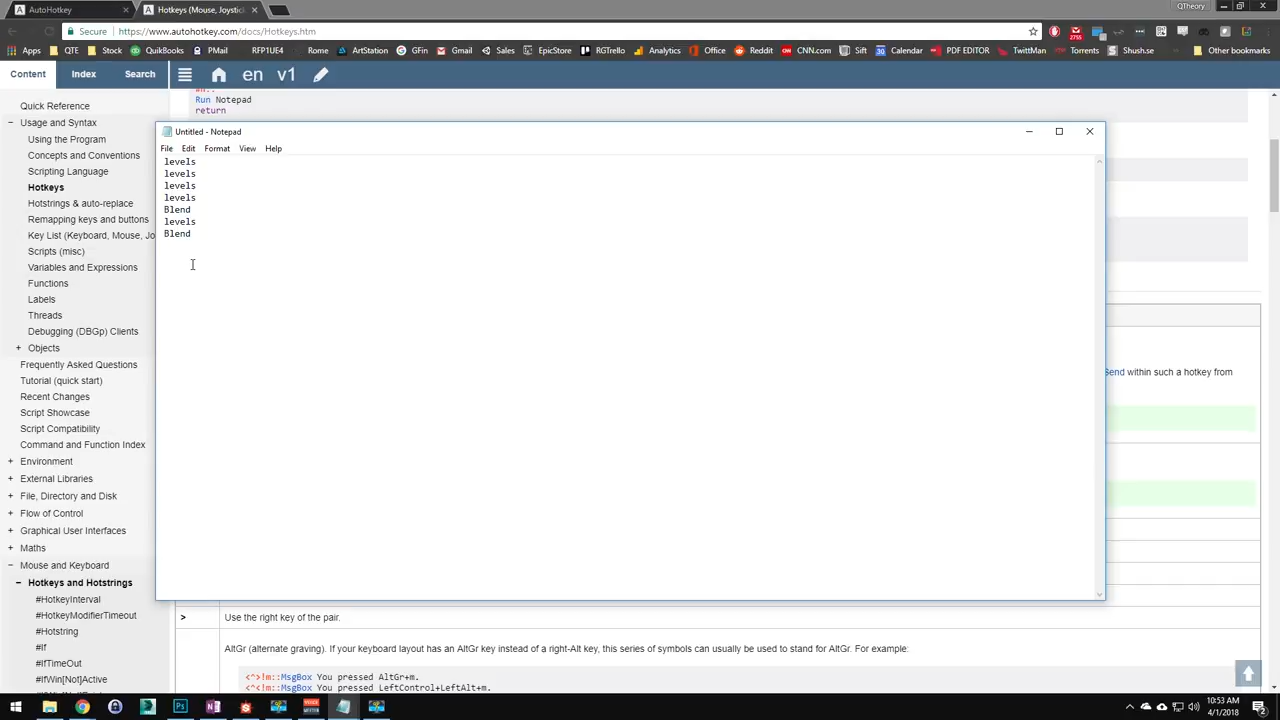 AutoHotkey
Hotkeys (Mouse, Joystic
QTheory
Secure
https://www.autohotkey.com/docs/Hotkeys.htm
Apps QTE Stock QuikBooks PMail RFP1UE4 Rome ArtStation GFin Gmail Sales EpicStore RGTrello Analytics Office Reddit CNN.com Sift Calendar PDF EDITOR TwittMan Torrents Shush.se Other bookmarks
Content Index Search en v1
Run Notepad
return
Quick Reference
Usage and Syntax
Using the Program
Concepts and Conventions
Scripting Language
Hotkeys
Hotstrings & auto-replace
Remapping keys and buttons
Key List (Keyboard, Mouse, Jo
Scripts (misc)
Variables and Expressions
Functions
Labels
Threads
Debugging (DBGp) Clients
Objects
Frequently Asked Questions
Tutorial (quick start)
Recent Changes
Script Showcase
Script Compatibility
Command and Function Index
Environment
External Libraries
File, Directory and Disk
Flow of Control
Graphical User Interfaces
Maths
Mouse and Keyboard
Hotkeys and Hotstrings
#HotkeyInterval
#HotkeyModifierTimeout
#Hotstring
#If
#IfTimeOut
#IfWin[Not]Active
Untitled - Notepad
File Edit Format View Help
levels
levels
levels
levels
Blend
levels
Blend
Send within such a hotkey from
> Use the right key of the pair.
AltGr (alternate graving). If your keyboard layout has an AltGr key instead of a right-Alt key, this series of symbols can usually be used to stand for AltGr. For example:
<^>!m::MsgBox You pressed AltGr+m.
<^<!m::MsgBox You pressed LeftControl+LeftAlt+m.
10:53 AM
4/1/2018